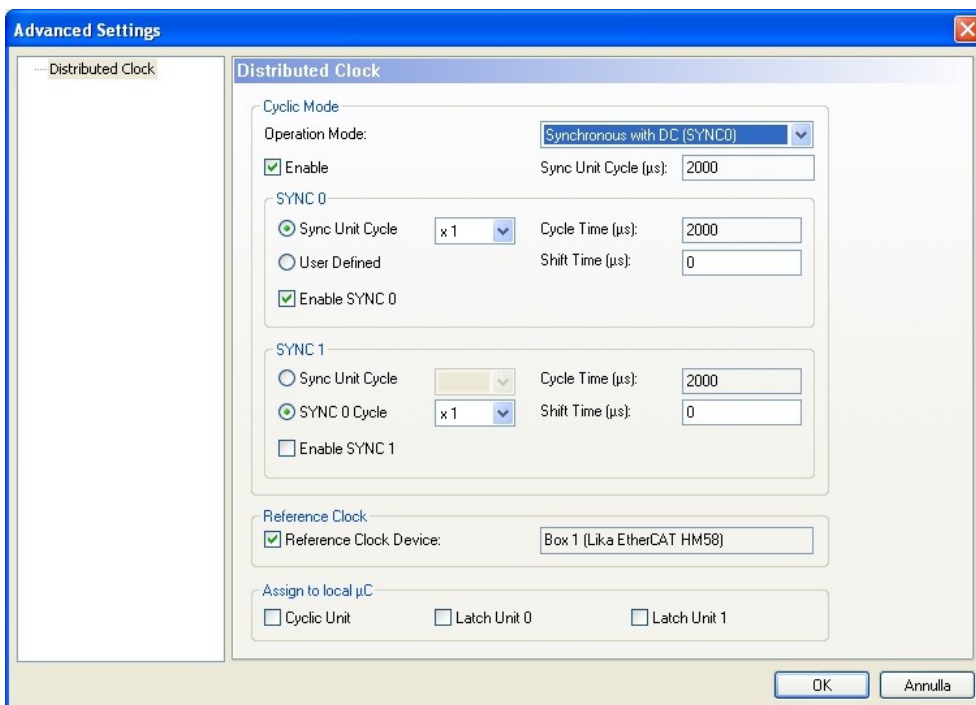 Advanced Settings
Distributed Clock
Distributed Clock
Cyclic Mode
Operation Mode: Synchronous with DC (SYNC0)
Enable Sync Unit Cycle (µs): 2000
SYNC 0
Sync Unit Cycle x 1 Cycle Time (µs): 2000
User Defined Shift Time (µs): 0
Enable SYNC 0
SYNC 1
Sync Unit Cycle Cycle Time (µs): 2000
SYNC 0 Cycle x 1 Shift Time (µs): 0
Enable SYNC 1
Reference Clock
Reference Clock Device: Box 1 (Lika EtherCAT HM58)
Assign to local µC
Cyclic Unit Latch Unit 0 Latch Unit 1
OK Annulla